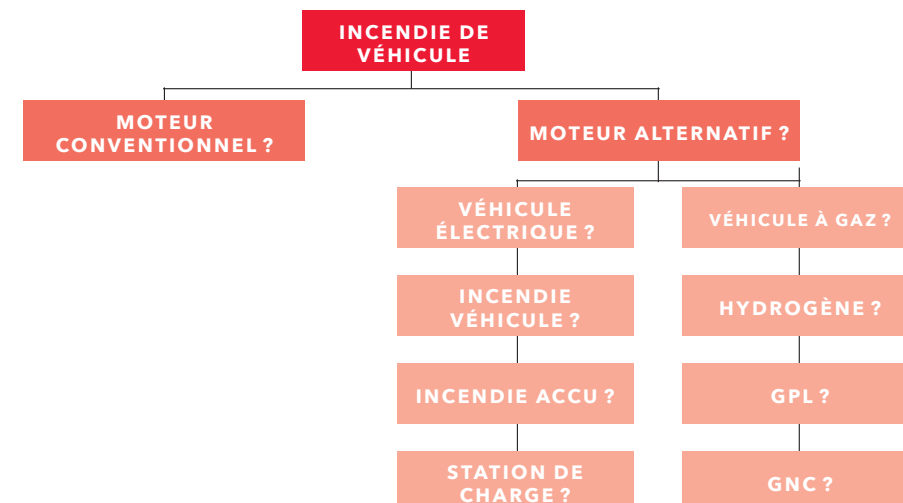 INCENDIE DE
VÉHICULE
MOTEUR
CONVENTIONNEL ?
MOTEUR ALTERNATIF ?
VÉHICULE
ÉLECTRIQUE ?
VÉHICULE À GAZ ?
INCENDIE
VÉHICULE ?
HYDROGÈNE ?
INCENDIE ACCU ?
GPL ?
STATION DE
CHARGE ?
GNC ?